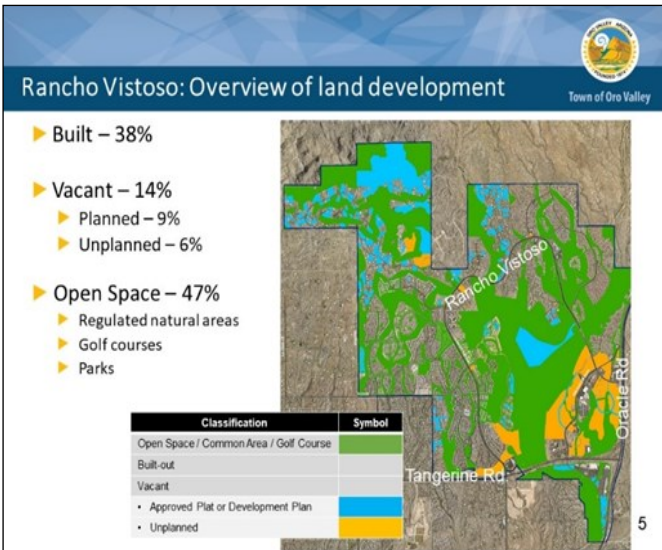 Rancho Vistoso: Overview of land development
Town of Oro Valley
Built – 38%
Vacant – 14%
Planned – 9%
Unplanned – 6%
Open Space – 47%
Regulated natural areas
Golf courses
Parks
Rancho Vistoso
Oracle Rd
Tangerine Rd
Classification Symbol
Open Space / Common Area / Golf Course
Built-out
Vacant
• Approved Plat or Development Plan
• Unplanned
5